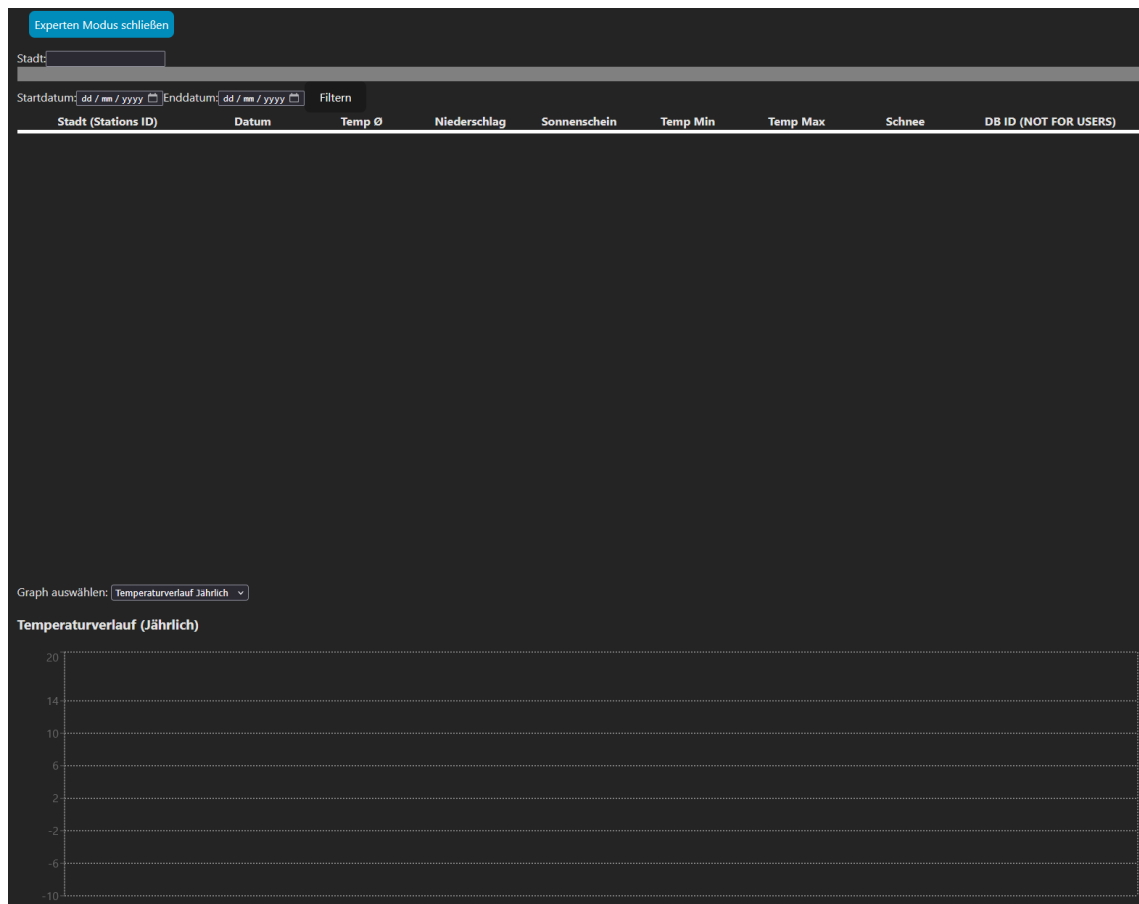 Experten Modus schließen
Stadt:
Startdatum: dd / mm / yyyy Enddatum: dd / mm / yyyy Filtern
Stadt (Stations ID) Datum Temp Ø Niederschlag Sonnenschein Temp Min Temp Max Schnee DB ID (NOT FOR USERS)
Graph auswählen: Temperaturverlauf Jährlich
Temperaturverlauf (Jährlich)
20
14
10
6
2
-2
-6
-10